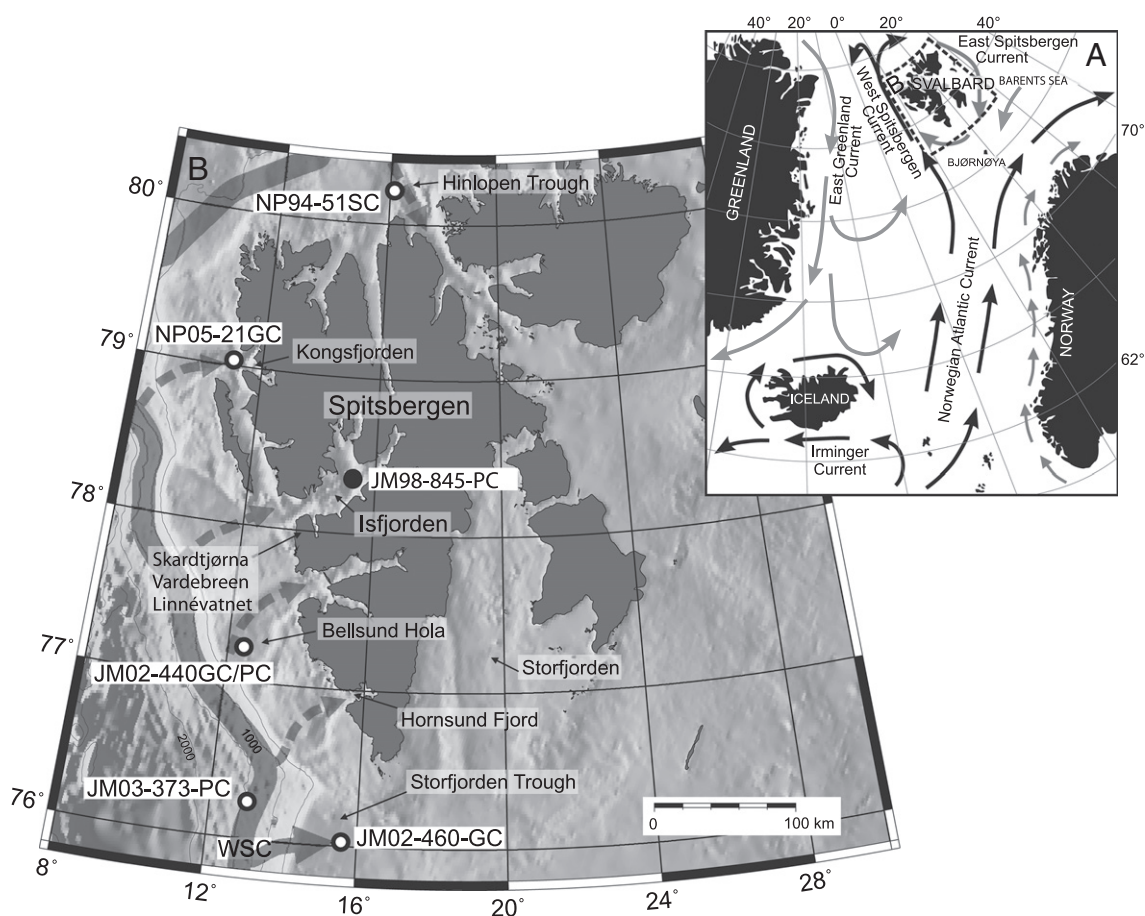 40°
20°
0°
20°
40°
East Spitsbergen
Current
A
B
SVALBARD
BARENTS SEA
West Spitsbergen
Current
70°
East Greenland
Current
BJØRNØYA
GREENLAND
Norwegian Atlantic Current
NORWAY
62°
ICELAND
Irminger
Current
B
80°
NP94-51SC
Hinlopen Trough
79°
NP05-21GC
Kongsfjorden
Spitsbergen
78°
JM98-845-PC
Isfjorden
Skardtjørna
Vardebreen
Linnévatnet
77°
Bellsund Hola
JM02-440GC/PC
Storfjorden
Hornsund Fjord
2000
1000
76°
JM03-373-PC
Storfjorden Trough
0
100 km
WSC
JM02-460-GC
8°
12°
16°
20°
24°
28°